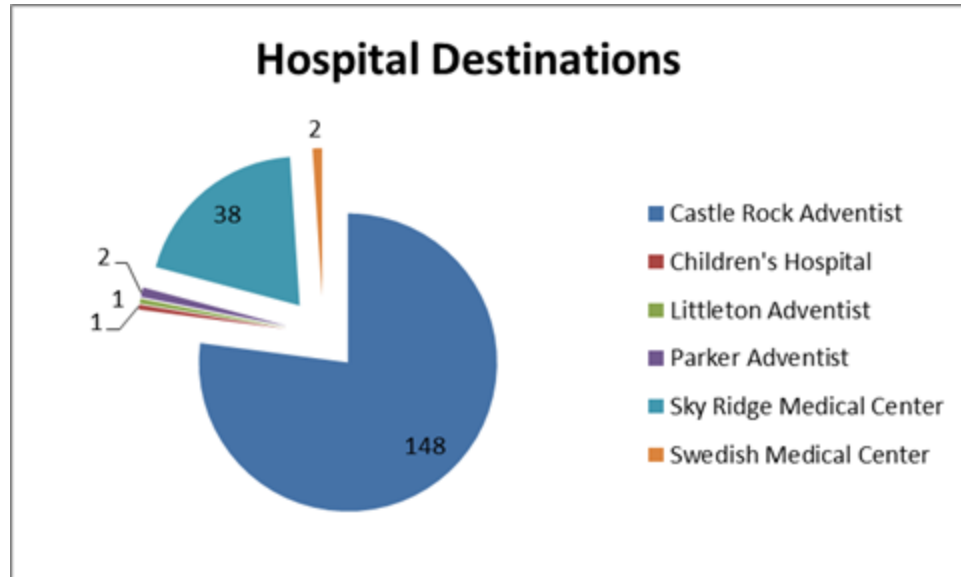 Hospital Destinations
2
38
2
1
1
148
Castle Rock Adventist
Children's Hospital
Littleton Adventist
Parker Adventist
Sky Ridge Medical Center
Swedish Medical Center